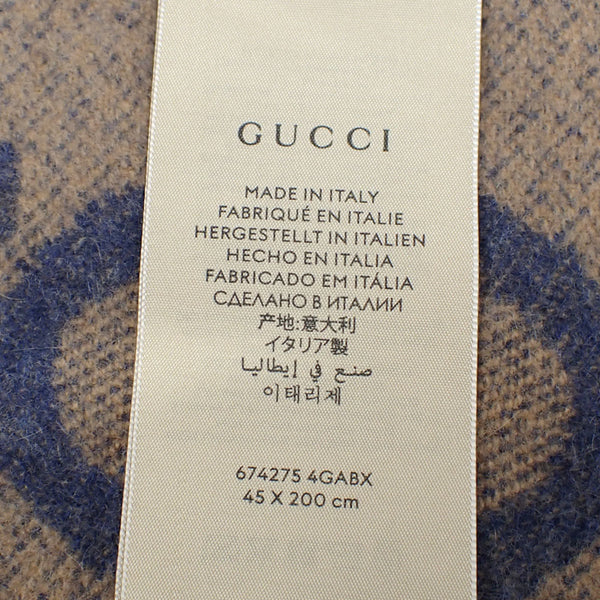 GUCCI
MADE IN ITALY
FABRIQUÉ EN ITALIE
HERGESTELLT IN ITALIEN
HECHO EN ITALIA
FABRICADO EM ITÁLIA
СДЕЛАНО В ИТАЛИИ
产地:意大利
イタリア製
صنع في إيطاليا
이태리제
674275 4GABX
45 X 200 cm